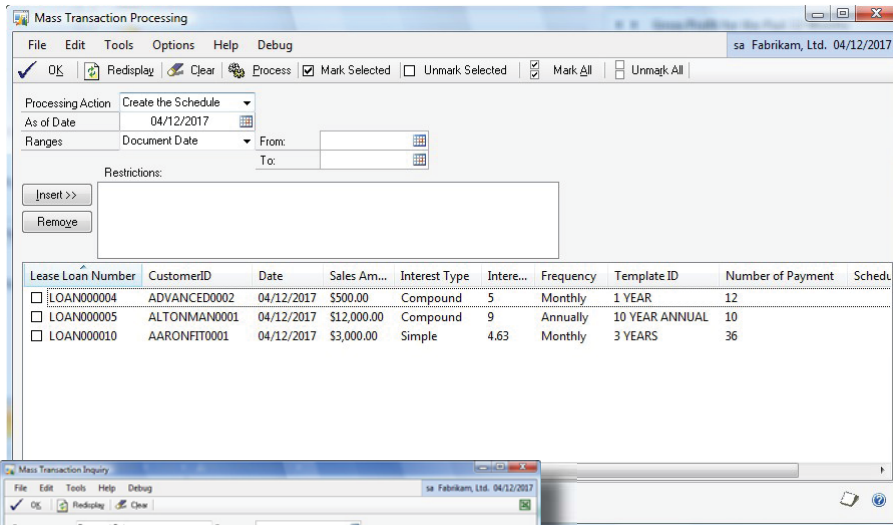 Mass Transaction Processing
File Edit Tools Options Help Debug sa Fabrikam, Ltd. 04/12/2017
OK Redisplay Clear Process Mark Selected Unmark Selected Mark All Unmark All
Processing Action Create the Schedule
As of Date 04/12/2017
Ranges Document Date From:
To:
Restrictions:
Insert >>
Remove
Lease Loan Number CustomerID Date Sales Am... Interest Type Intere... Frequency Template ID Number of Payment Schedu
LOAN000004 ADVANCED0002 04/12/2017 $500.00 Compound 5 Monthly 1 YEAR 12
LOAN000005 ALTONMAN0001 04/12/2017 $12,000.00 Compound 9 Annually 10 YEAR ANNUAL 10
LOAN000010 AARONFIT0001 04/12/2017 $3,000.00 Simple 4.63 Monthly 3 YEARS 36
Mass Transaction Inquiry
File Edit Tools Help Debug sa Fabrikam, Ltd. 04/12/2017
OK Redisplay Clear